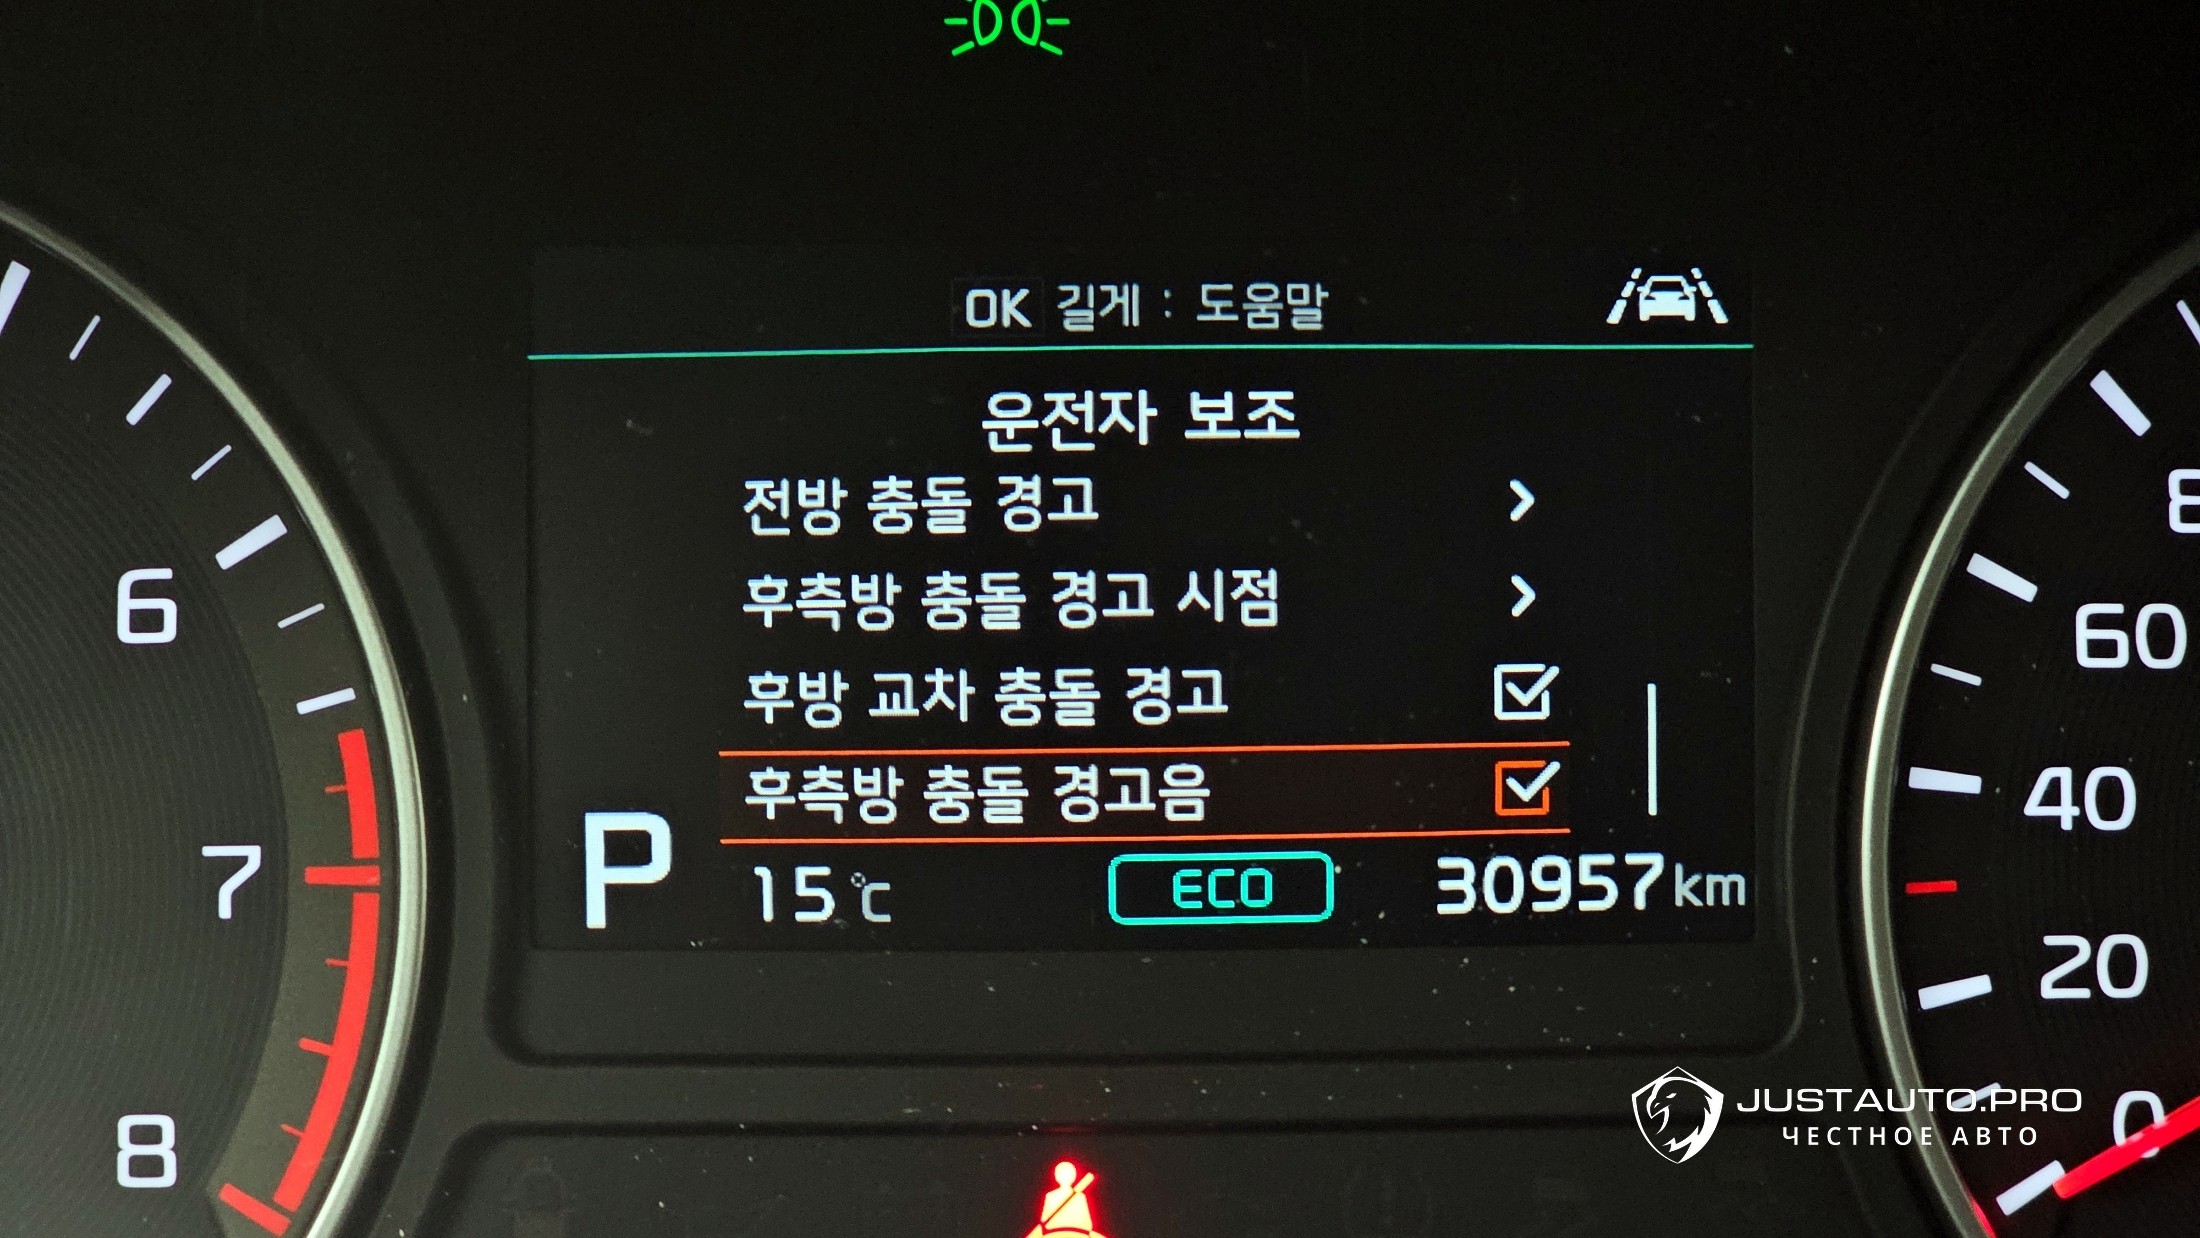 OK 길게 : 도움말
운전자 보조
전방 충돌 경고
후측방 충돌 경고 시점
후방 교차 충돌 경고
후측방 충돌 경고음
P
15°C
ECO
30957 km
6
7
8
60
40
20
0
JUSTAUTO.PRO
ЧЕСТНОЕ АВТО